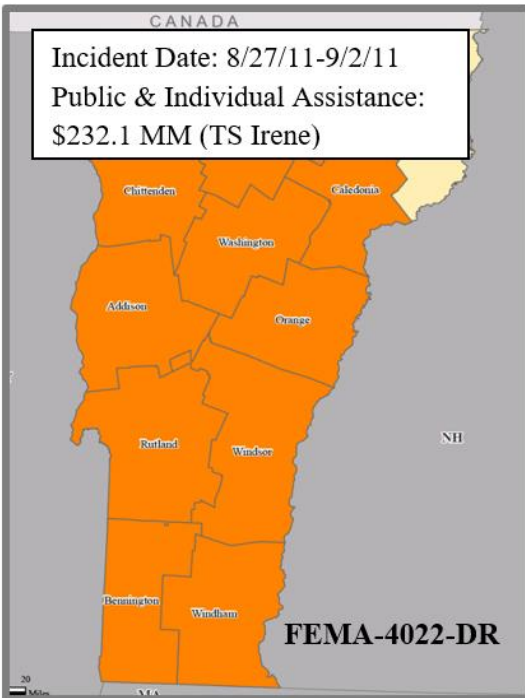 CANADA
Incident Date: 8/27/11-9/2/11
Public & Individual Assistance:
$232.1 MM (TS Irene)
Chittenden
Caledonia
Washington
Addison
Orange
Rutland
Windsor
NH
Bennington
Windham
FEMA-4022-DR
20
Miles
MA